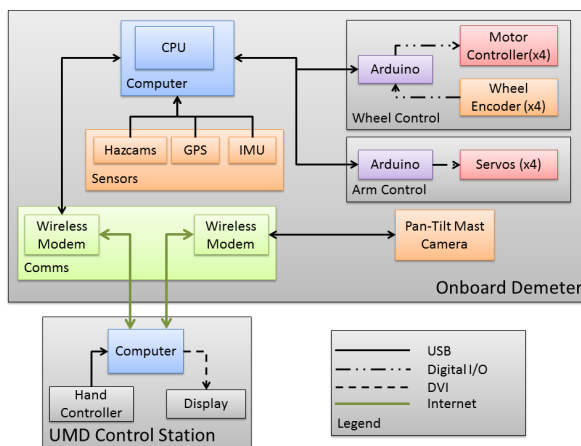 CPU
Computer
Hazcams
GPS
IMU
Sensors
Arduino
Motor
Controller(x4)
Wheel
Encoder (x4)
Wheel Control
Arduino
Servos (x4)
Arm Control
Wireless
Modem
Wireless
Modem
Comms
Pan-Tilt Mast
Camera
Onboard Demeter
Computer
Hand
Controller
Display
UMD Control Station
USB
Digital I/O
DVI
Internet
Legend